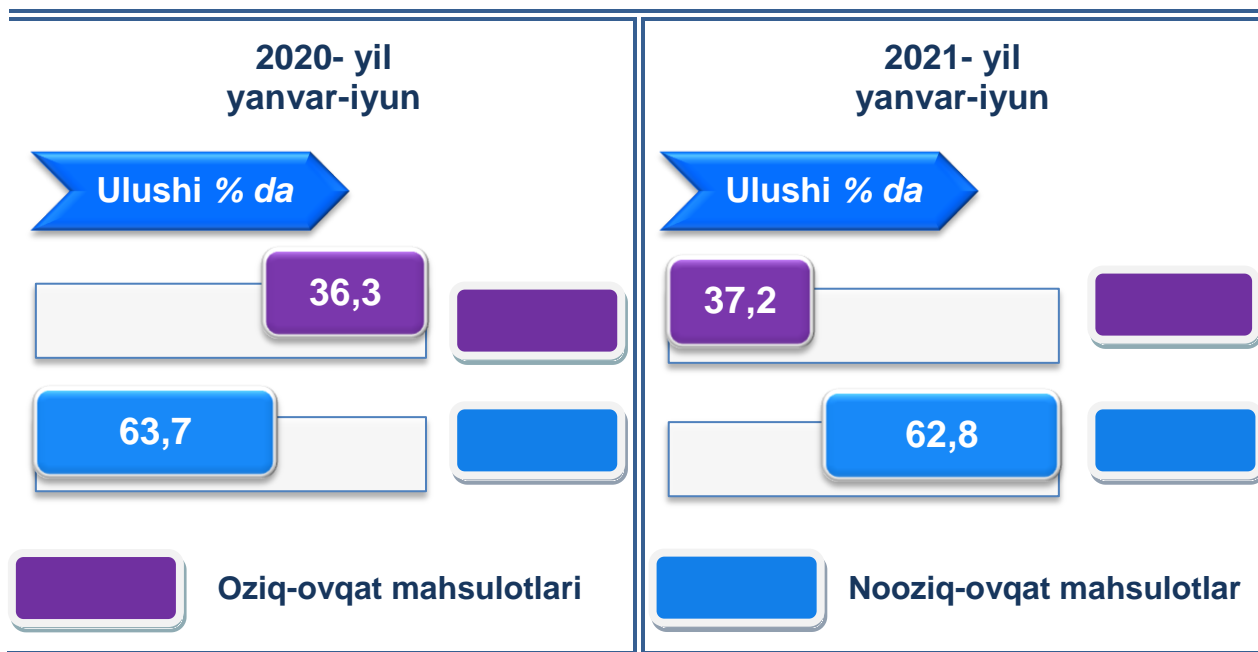 2020- yil
yanvar-iyun
Ulushi % da
36,3
63,7
2021- yil
yanvar-iyun
Ulushi % da
37,2
62,8
Oziq-ovqat mahsulotlari
Nooziq-ovqat mahsulotlar